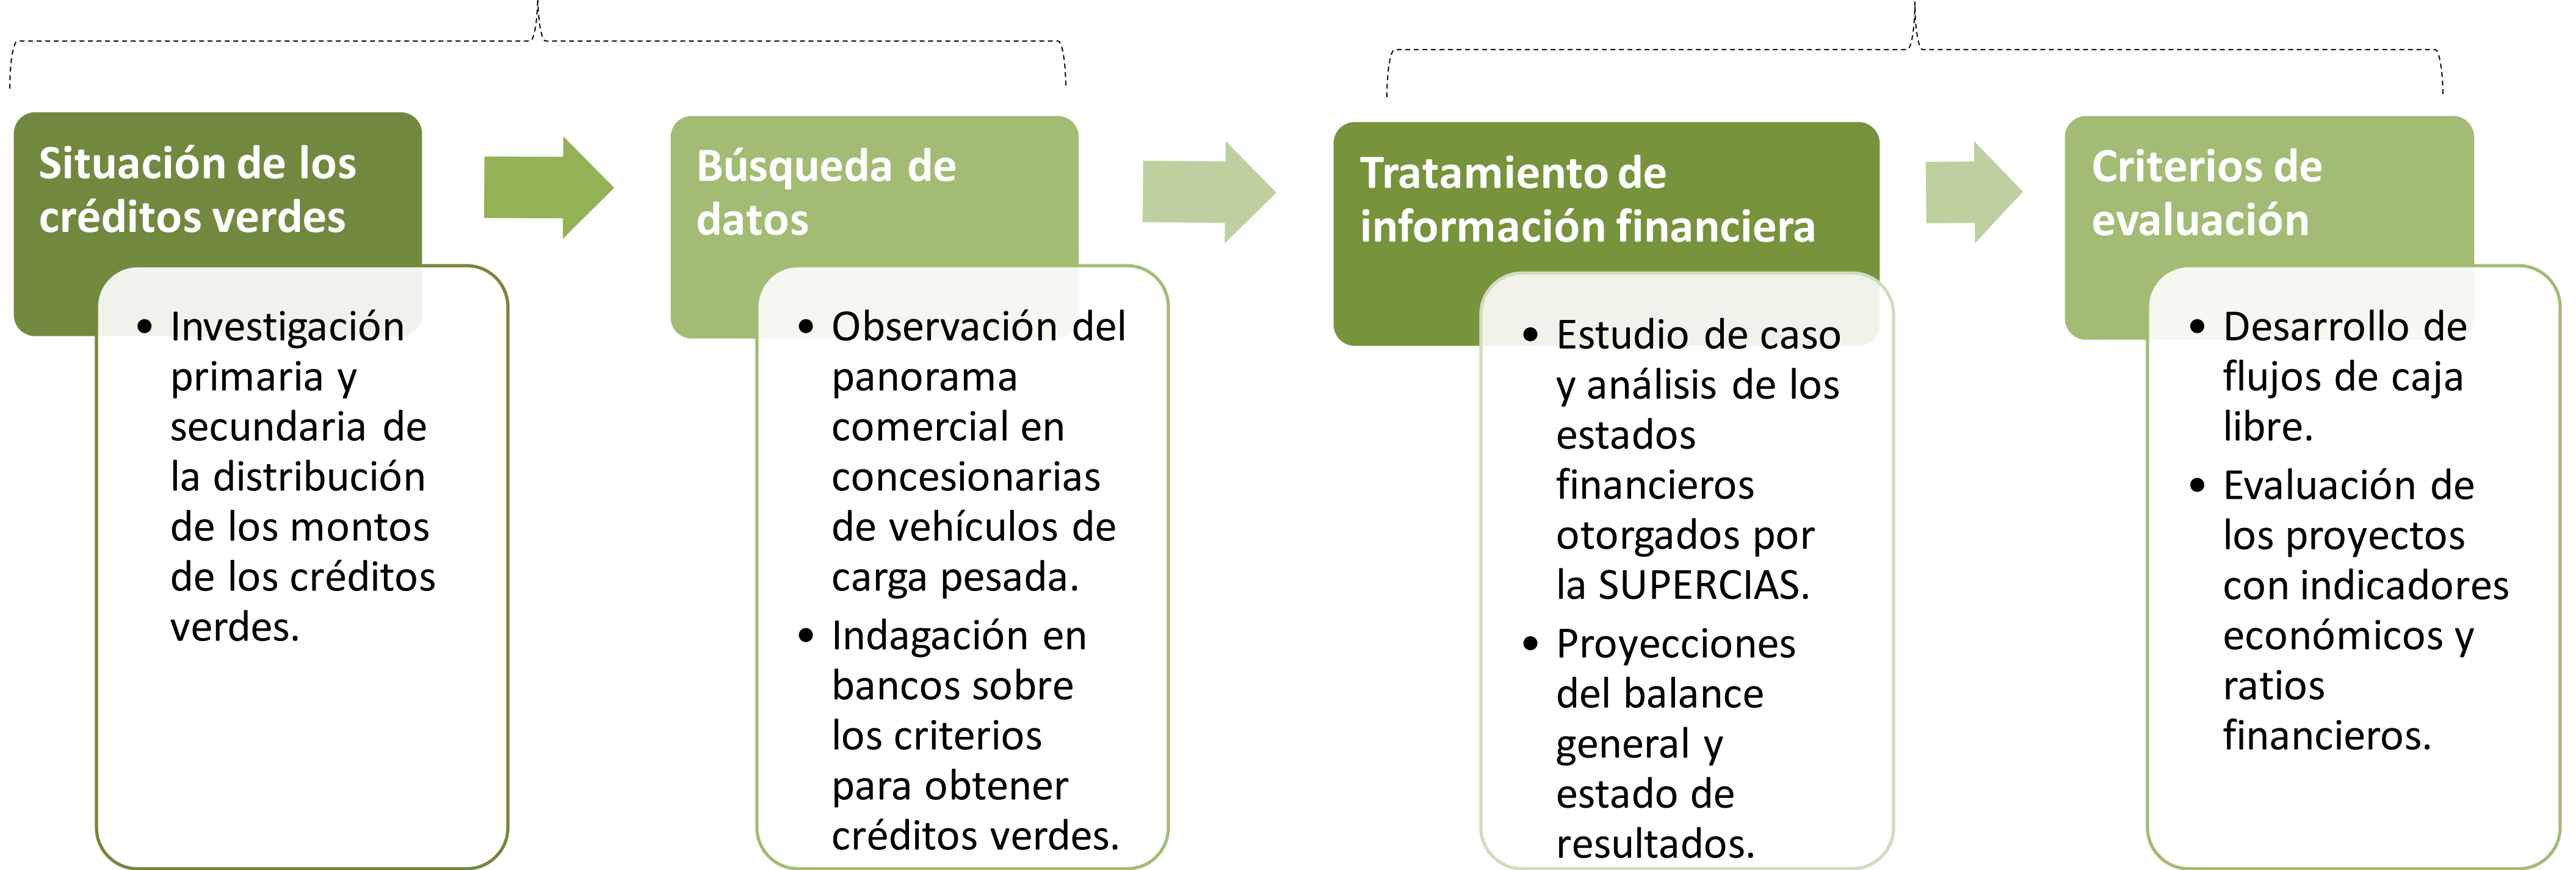 Situación de los
créditos verdes
• Investigación
primaria y
secundaria de
la distribución
de los montos
de los créditos
verdes.
Búsqueda de
datos
• Observación del
panorama
comercial en
concesionarias
de vehículos de
carga pesada.
• Indagación en
bancos sobre
los criterios
para obtener
créditos verdes.
Tratamiento de
información financiera
• Estudio de caso
y análisis de los
estados
financieros
otorgados por
la SUPERCIAS.
• Proyecciones
del balance
general y
estado de
resultados.
Criterios de
evaluación
• Desarrollo de
flujos de caja
libre.
• Evaluación de
los proyectos
con indicadores
económicos y
ratios
financieros.